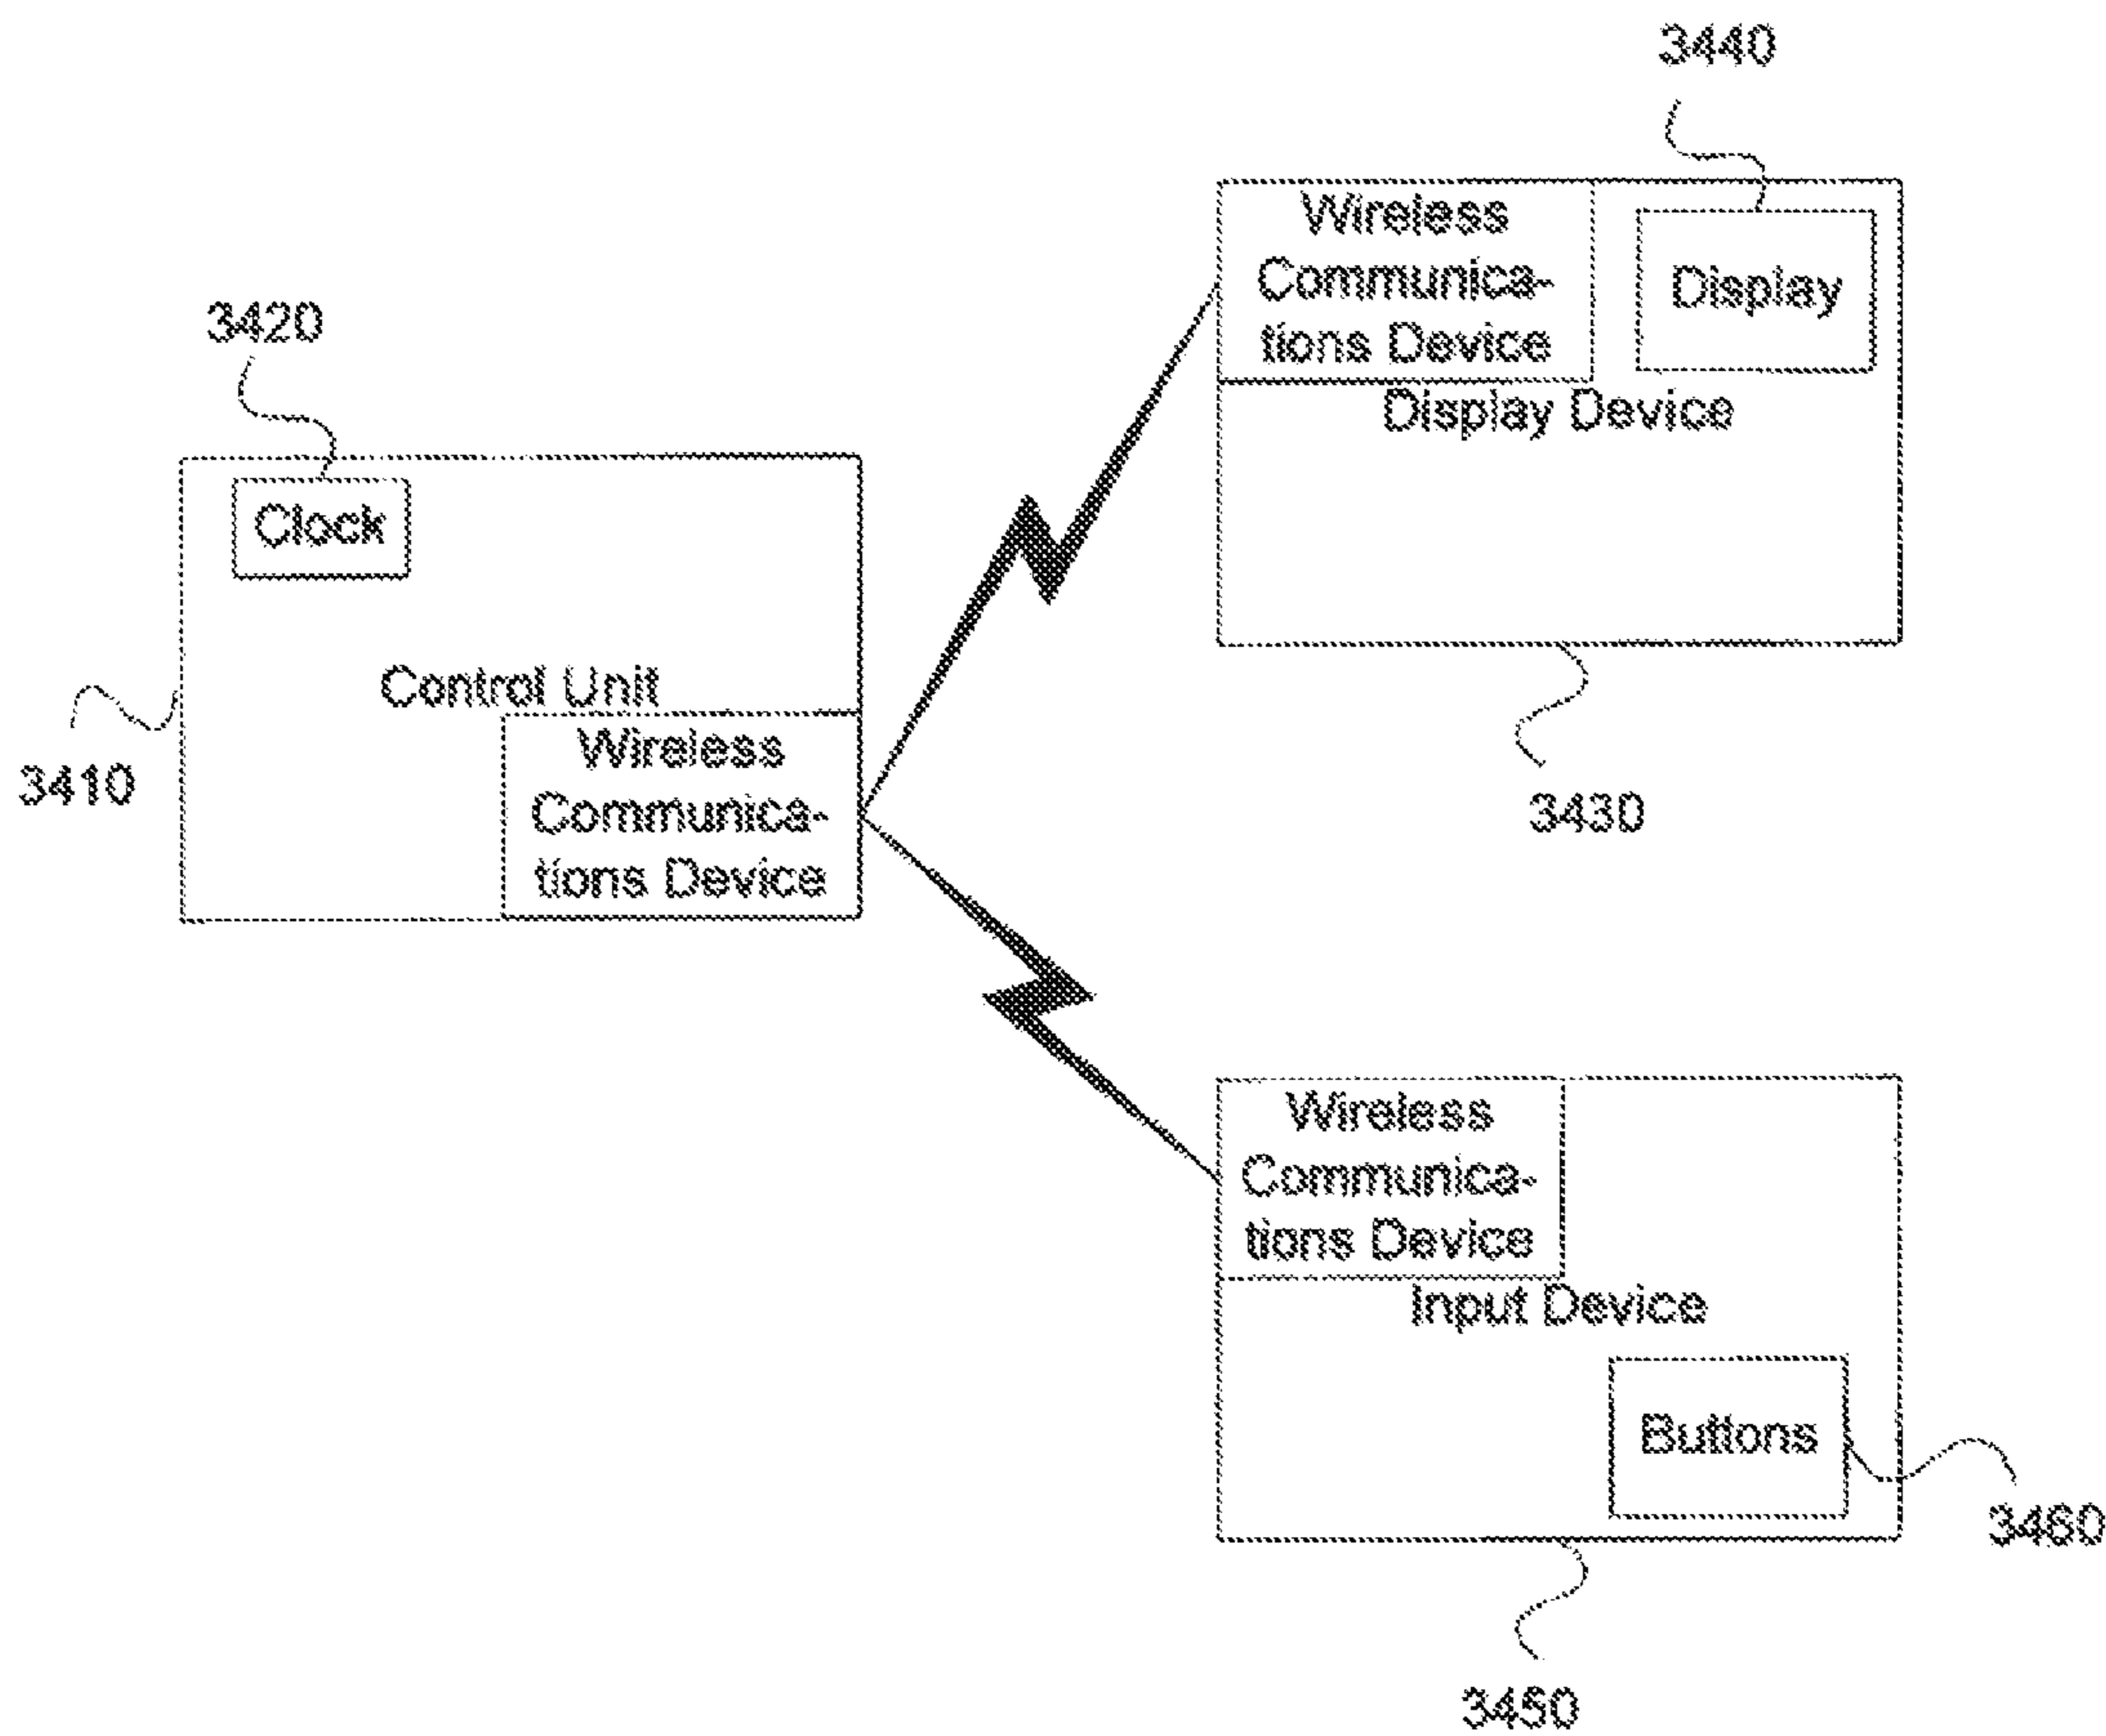 3440
Wireless
Communica-
tions Device
Display
Display Device
3420
Clock
Control Unit
Wireless
Communica-
tions Device
3410
3430
Wireless
Communica-
tions Device
Input Device
Buttons
3460
3450